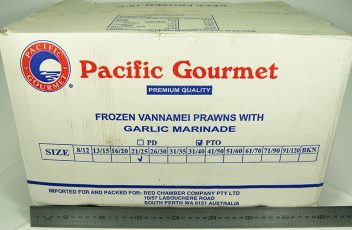 PACIFIC
GOURMET
®
Pacific Gourmet
PREMIUM QUALITY
FROZEN VANNAMEI PRAWNS WITH
GARLIC MARINADE
PD PTO
SIZE 8/12 13/15 16/20 21/25 26/30 31/35 31/40 41/50 51/60 61/70 71/90 91/120 BKN
IMPORTED FOR AND PACKED FOR: RED CHAMBER COMPANY PTY LTD
10/57 LABOUCHERE ROAD
SOUTH PERTH WA 6151 AUSTRALIA